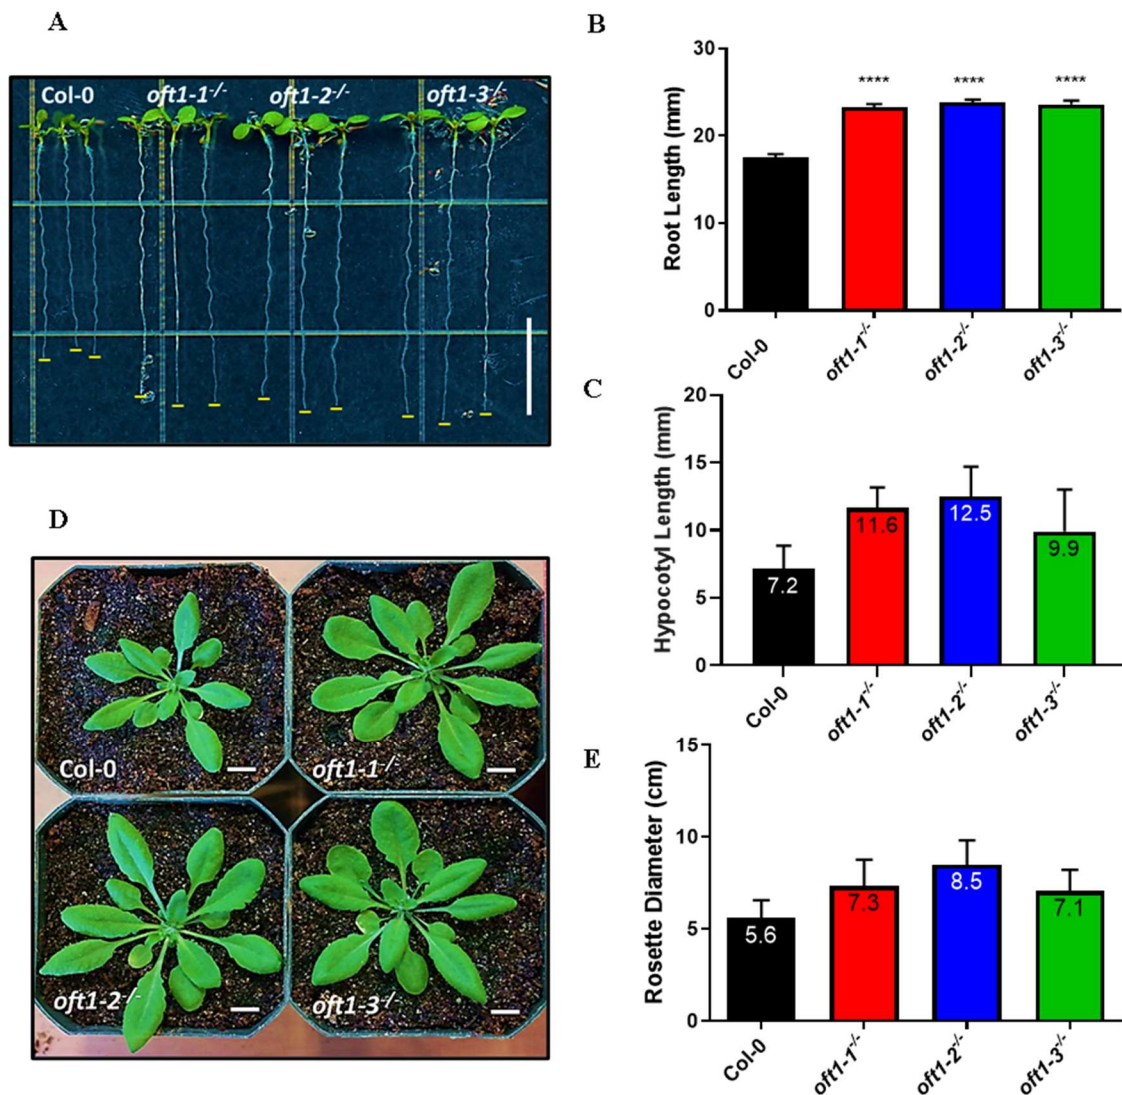 A
Col-0 oft1-1-/- oft1-2-/- oft1-3-/-
B
Root Length (mm)
30
20
10
0
**** **** ****
Col-0 oft1-1-/- oft1-2-/- oft1-3-/-
C
Hypocotyl Length (mm)
20
15
10
5
0
7.2 11.6 12.5 9.9
Col-0 oft1-1-/- oft1-2-/- oft1-3-/-
D
Col-0 oft1-1-/-
oft1-2-/- oft1-3-/-
E
Rosette Diameter (cm)
15
10
5
0
5.6 7.3 8.5 7.1
Col-0 oft1-1-/- oft1-2-/- oft1-3-/-